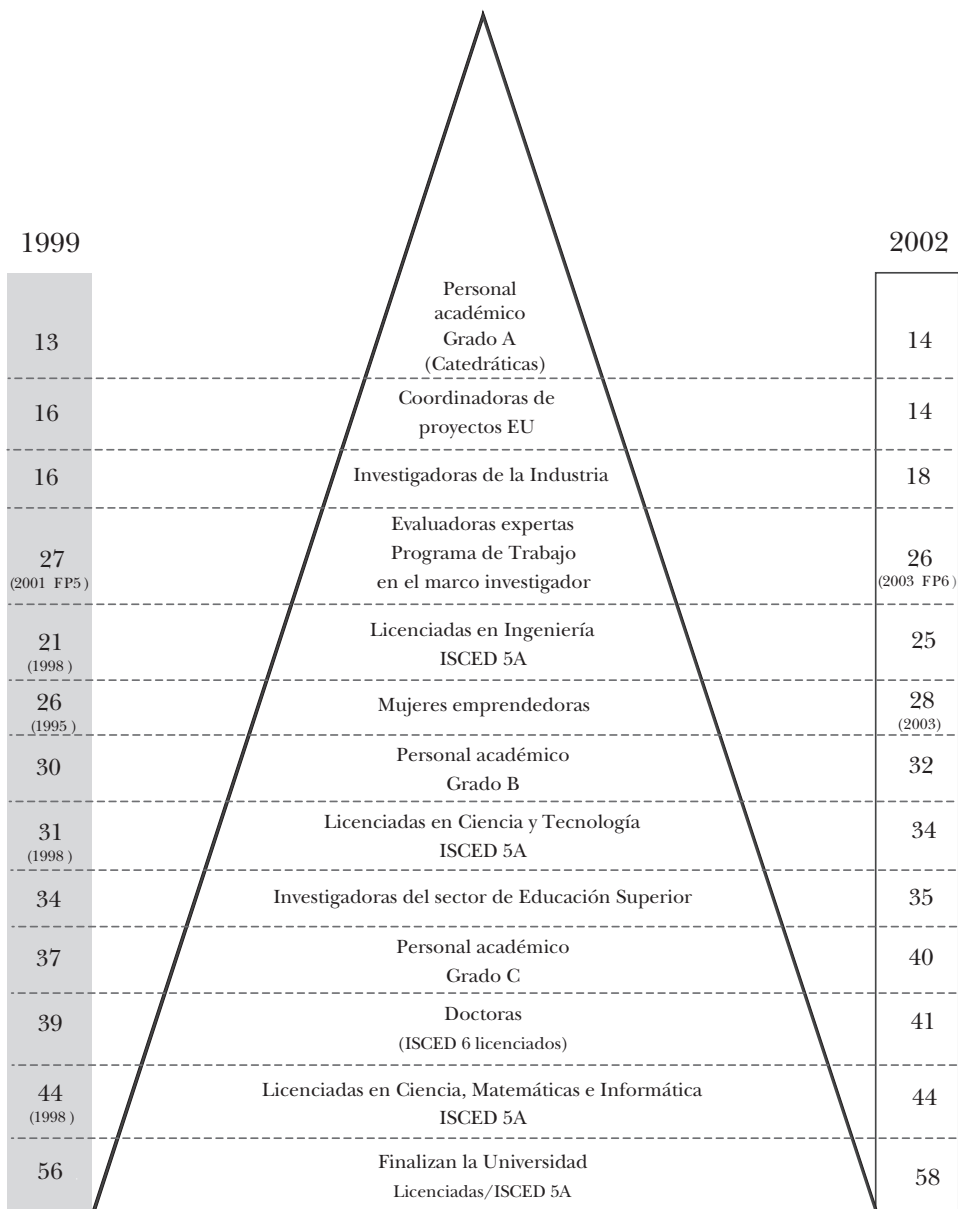 1999
2002
Personal
académico
Grado A
(Catedráticas)
13
14
Coordinadoras de
proyectos EU
16
14
Investigadoras de la Industria
16
18
Evaluadoras expertas
Programa de Trabajo
en el marco investigador
27
(2001 FP5)
26
(2003 FP6)
Licenciadas en Ingeniería
ISCED 5A
21
(1998)
25
Mujeres emprendedoras
26
(1995)
28
(2003)
Personal académico
Grado B
30
32
Licenciadas en Ciencia y Tecnología
ISCED 5A
31
(1998)
34
Investigadoras del sector de Educación Superior
34
35
Personal académico
Grado C
37
40
Doctoras
(ISCED 6 licenciados)
39
41
Licenciadas en Ciencia, Matemáticas e Informática
ISCED 5A
44
(1998)
44
Finalizan la Universidad
Licenciadas/ISCED 5A
56
58